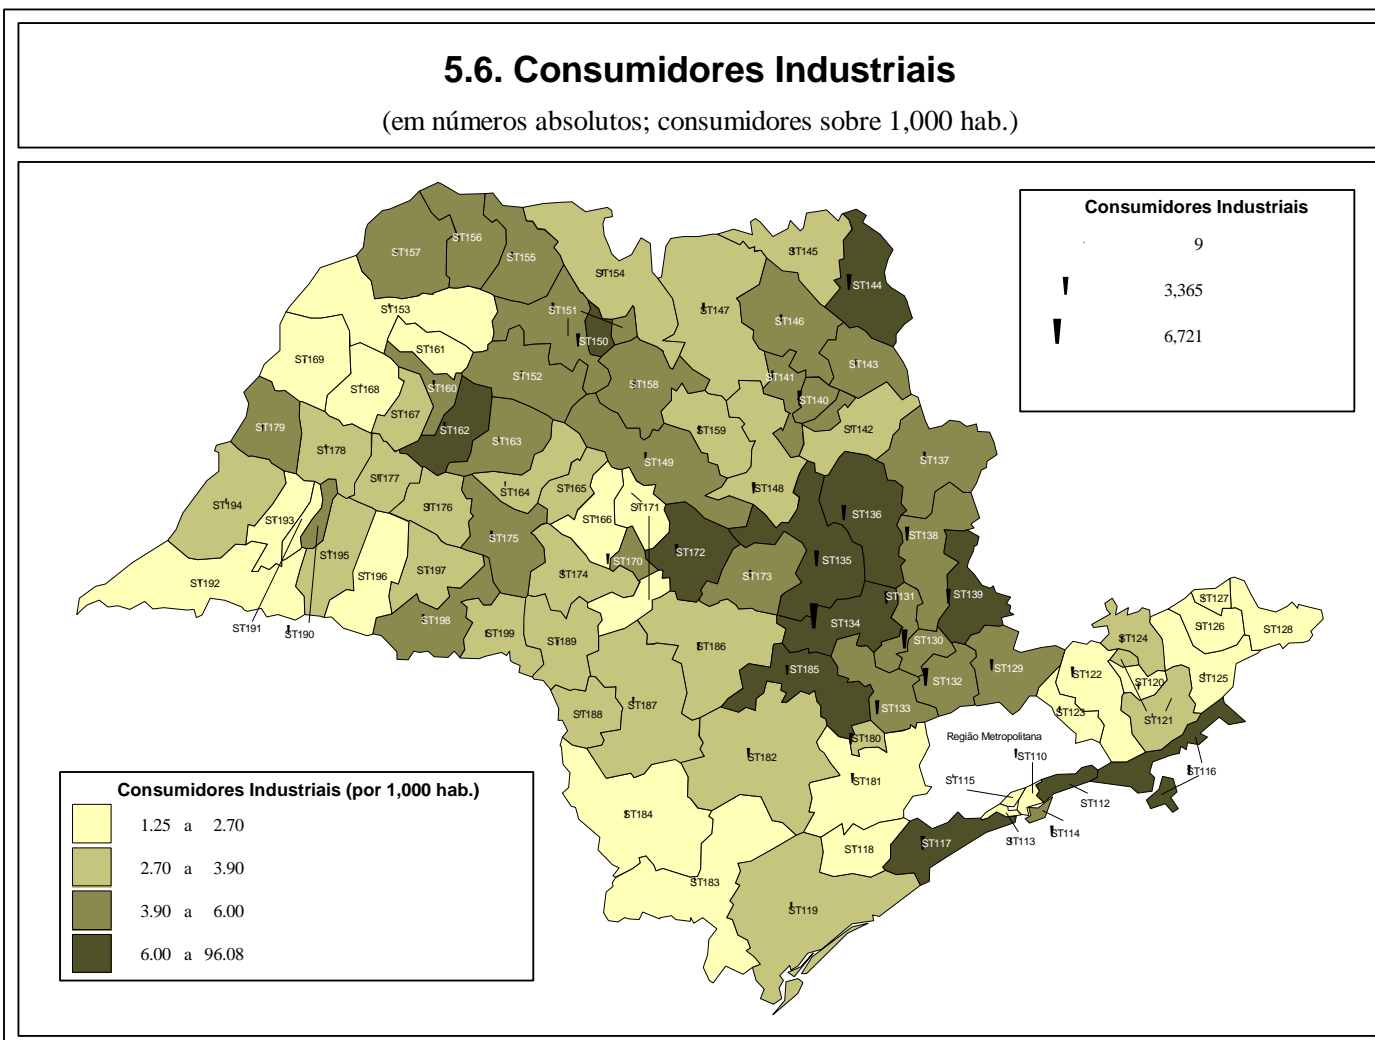 5.6. Consumidores Industriais
(em números absolutos; consumidores sobre 1,000 hab.)
Consumidores Industriais
9
3,365
6,721
ST157
ST156
ST155
ST154
ST145
ST144
ST153
ST151
ST147
ST146
ST150
ST161
ST169
ST168
ST160
ST152
ST158
ST141
ST143
ST140
ST167
ST179
ST162
ST163
ST159
ST142
ST178
ST149
ST137
ST177
ST164
ST165
ST148
ST194
ST176
ST171
ST193
ST166
ST136
ST175
ST138
ST195
ST172
ST135
ST170
ST192
ST196
ST197
ST174
ST173
ST131
ST139
ST127
ST191
ST190
ST198
ST199
ST189
ST134
ST130
ST124
ST126
ST128
ST186
ST185
ST129
ST132
ST122
ST120
ST125
ST188
ST187
ST133
ST123
ST121
Região Metropolitana
ST180
ST182
ST110
ST181
ST115
ST116
ST112
ST184
ST114
ST113
ST117
ST118
ST183
ST119
Consumidores Industriais (por 1,000 hab.)
1.25 a 2.70
2.70 a 3.90
3.90 a 6.00
6.00 a 96.08